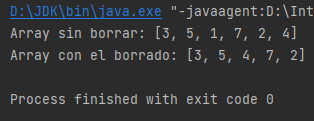 D:\JDK\bin\java.exe "-javaagent:D:\Int
Array sin borrar: [3, 5, 1, 7, 2, 4]
Array con el borrado: [3, 5, 4, 7, 2]
Process finished with exit code 0